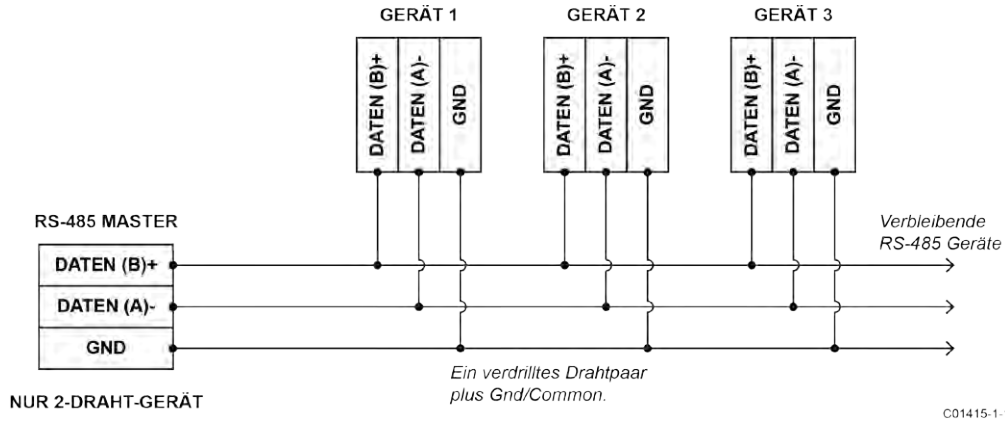 GERÄT 1
GERÄT 2
GERÄT 3
DATEN (B)+
DATEN (A)-
GND
DATEN (B)+
DATEN (A)-
GND
DATEN (B)+
DATEN (A)-
GND
RS-485 MASTER
DATEN (B)+
DATEN (A)-
GND
NUR 2-DRAHT-GERÄT
Verbleibende
RS-485 Geräte
Ein verdrilltes Drahtpaar
plus Gnd/Common.
C01415-1-